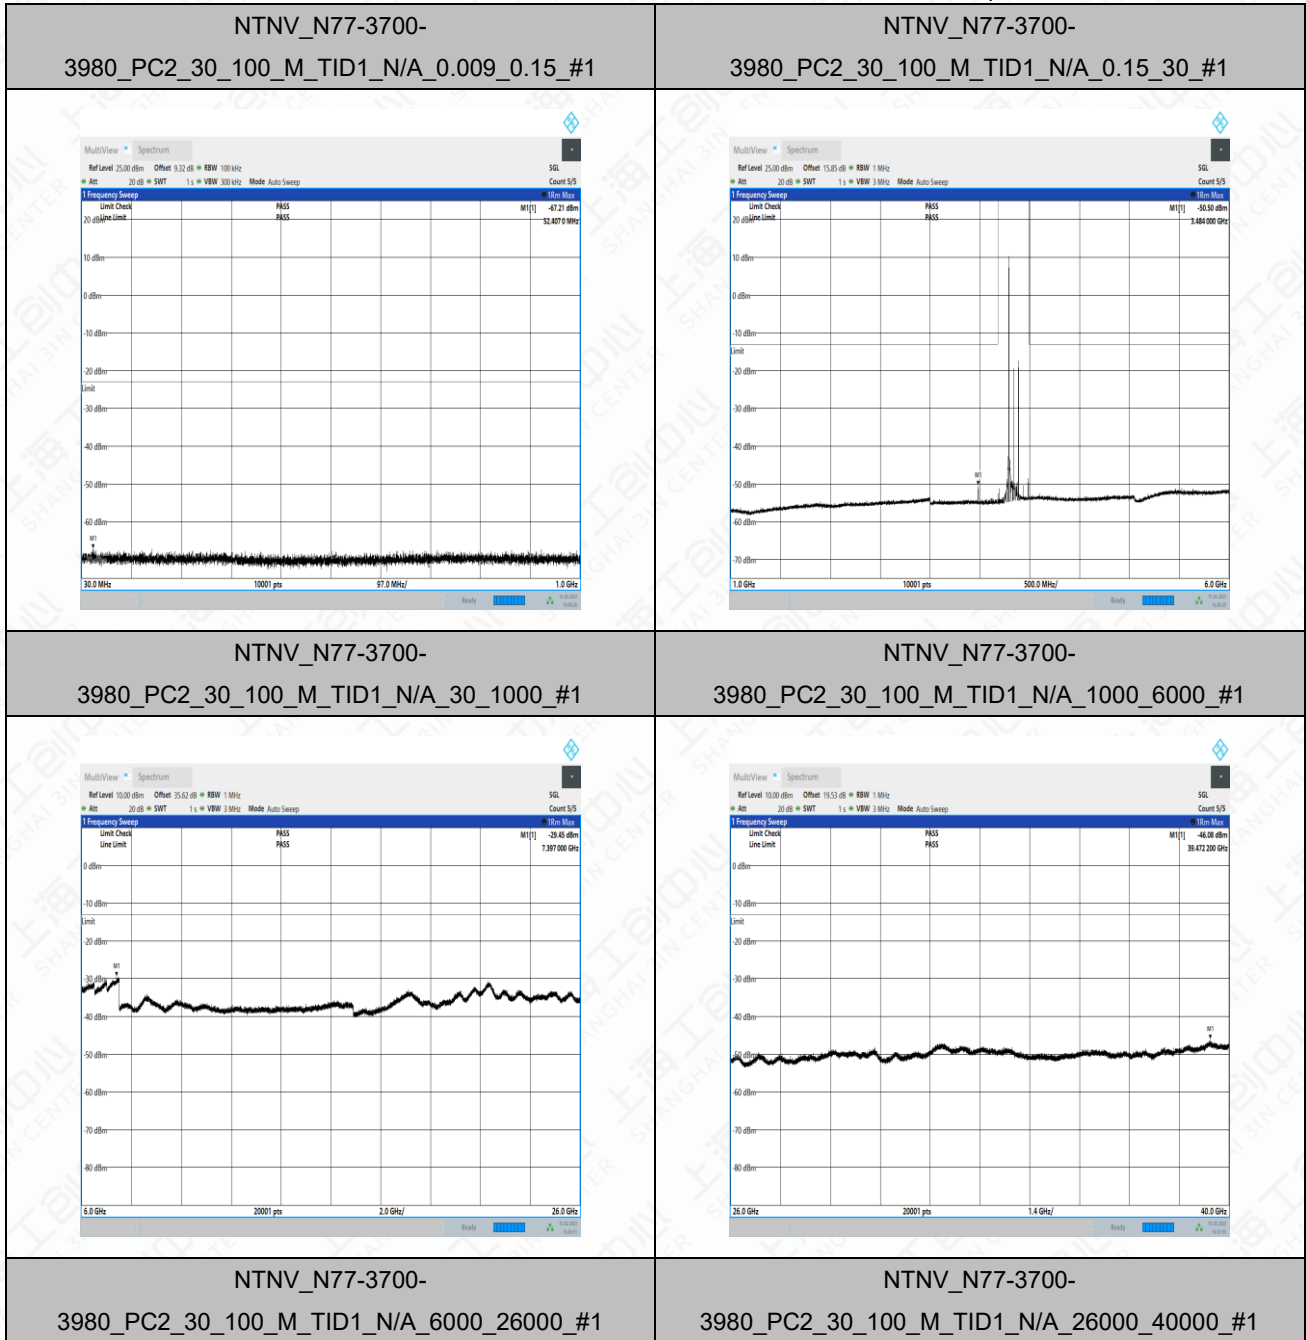 NTNV_N77-3700-
3980_PC2_30_100_M_TID1_N/A_0.009_0.15_#1
NTNV_N77-3700-
3980_PC2_30_100_M_TID1_N/A_0.15_30_#1
MultiView Spectrum
Ref Level 25.00 dBm Offset 9.32 dB RBW 100 kHz SGL
Att 20 dB SWT 1 s VBW 300 kHz Mode Auto Sweep Count 5/5
1 Frequency Sweep 1Rm Max
Limit Check PASS M1[1] -67.21 dBm
20 dBm Line Limit PASS 52.407 0 MHz
10 dBm
0 dBm
-10 dBm
-20 dBm
Limit
-30 dBm
-40 dBm
-50 dBm
-60 dBm
M1
30.0 MHz 10001 pts 97.0 MHz/ 1.0 GHz
Ready
MultiView Spectrum
Ref Level 25.00 dBm Offset 15.85 dB RBW 1 MHz SGL
Att 20 dB SWT 1 s VBW 3 MHz Mode Auto Sweep Count 5/5
1 Frequency Sweep 1Rm Max
Limit Check PASS M1[1] -50.50 dBm
20 dBm Line Limit PASS 3.484 000 GHz
10 dBm
0 dBm
-10 dBm
Limit
-20 dBm
-30 dBm
-40 dBm
M1
-50 dBm
-60 dBm
-70 dBm
1.0 GHz 10001 pts 500.0 MHz/ 6.0 GHz
Ready
NTNV_N77-3700-
3980_PC2_30_100_M_TID1_N/A_30_1000_#1
NTNV_N77-3700-
3980_PC2_30_100_M_TID1_N/A_1000_6000_#1
MultiView Spectrum
Ref Level 10.00 dBm Offset 35.62 dB RBW 1 MHz SGL
Att 20 dB SWT 1 s VBW 3 MHz Mode Auto Sweep Count 5/5
1 Frequency Sweep 1Rm Max
Limit Check PASS M1[1] -29.45 dBm
Line Limit PASS 7.397 000 GHz
0 dBm
-10 dBm
Limit
-20 dBm
M1
-30 dBm
-40 dBm
-50 dBm
-60 dBm
-70 dBm
-80 dBm
6.0 GHz 20001 pts 2.0 GHz/ 26.0 GHz
Ready
MultiView Spectrum
Ref Level 10.00 dBm Offset 19.53 dB RBW 1 MHz SGL
Att 20 dB SWT 1 s VBW 3 MHz Mode Auto Sweep Count 5/5
1 Frequency Sweep 1Rm Max
Limit Check PASS M1[1] -46.08 dBm
Line Limit PASS 39.472 200 GHz
0 dBm
-10 dBm
Limit
-20 dBm
-30 dBm
-40 dBm
M1
-50 dBm
-60 dBm
-70 dBm
-80 dBm
26.0 GHz 20001 pts 1.4 GHz/ 40.0 GHz
Ready
NTNV_N77-3700-
3980_PC2_30_100_M_TID1_N/A_6000_26000_#1
NTNV_N77-3700-
3980_PC2_30_100_M_TID1_N/A_26000_40000_#1